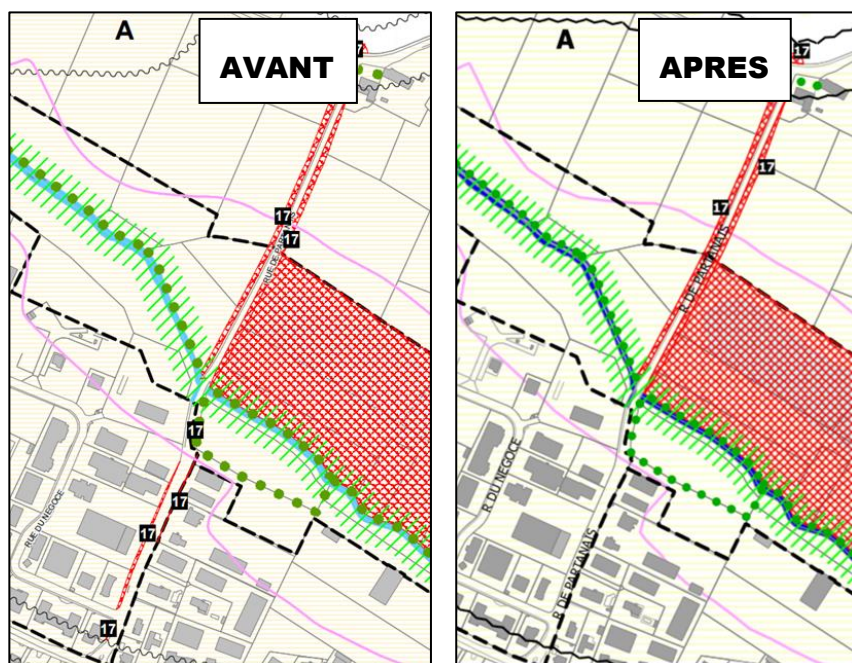 A
AVANT
17
17
17
RUE DE PARTANAIS
17
17
17
RUE DU NEGOCE
17
A
APRES
17
17
17
R. DE PARTANAIS
R. DU NEGOCE
R. DE PARTANAIS